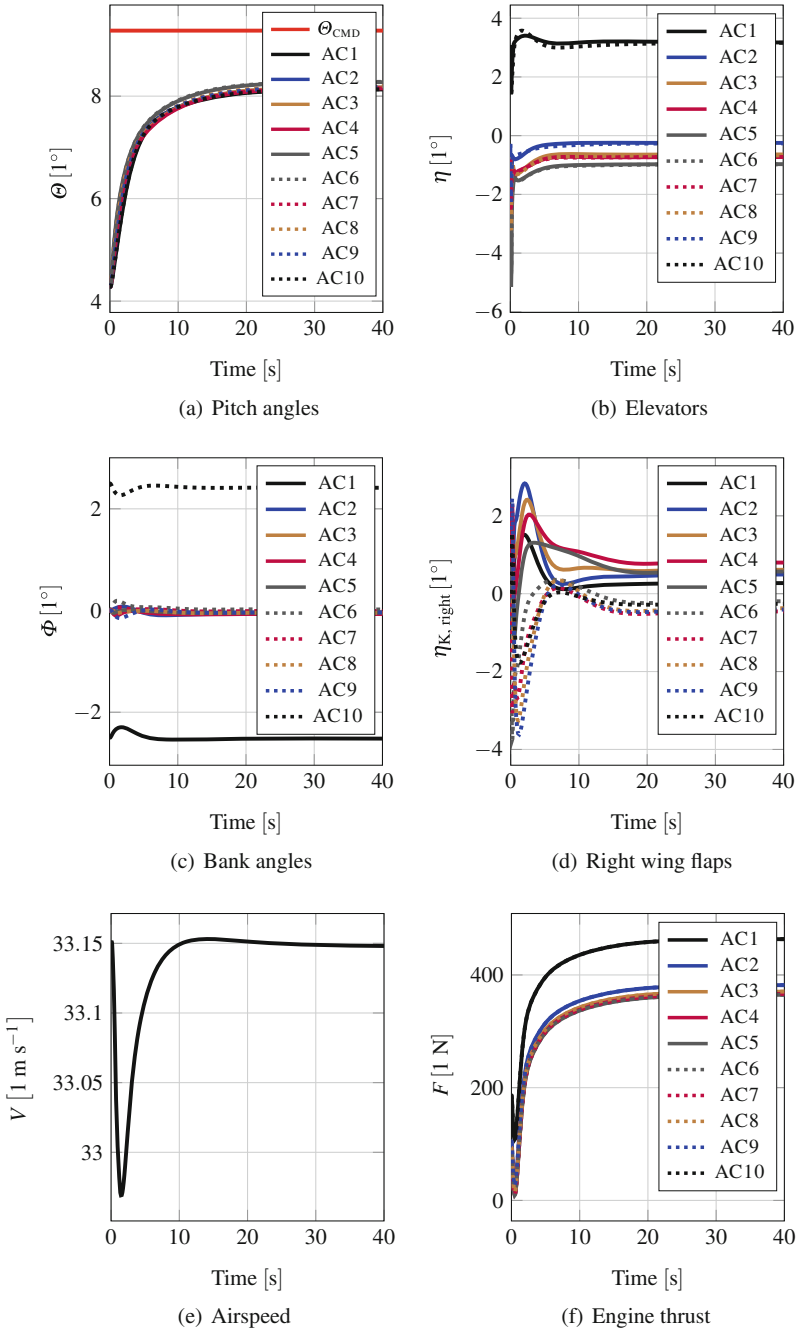 8
6
4
Θ [1°]
Θ_CMD
AC1
AC2
AC3
AC4
AC5
AC6
AC7
AC8
AC9
AC10
0 10 20 30 40
Time [s]
(a) Pitch angles
4
2
0
−2
−4
−6
η [1°]
AC1
AC2
AC3
AC4
AC5
AC6
AC7
AC8
AC9
AC10
0 10 20 30 40
Time [s]
(b) Elevators
2
0
−2
Φ [1°]
AC1
AC2
AC3
AC4
AC5
AC6
AC7
AC8
AC9
AC10
0 10 20 30 40
Time [s]
(c) Bank angles
2
0
−2
−4
η_K, right [1°]
AC1
AC2
AC3
AC4
AC5
AC6
AC7
AC8
AC9
AC10
0 10 20 30 40
Time [s]
(d) Right wing flaps
33.15
33.1
33.05
33
V [1 m s⁻¹]
0 10 20 30 40
Time [s]
(e) Airspeed
400
200
0
F [1 N]
AC1
AC2
AC3
AC4
AC5
AC6
AC7
AC8
AC9
AC10
0 10 20 30 40
Time [s]
(f) Engine thrust